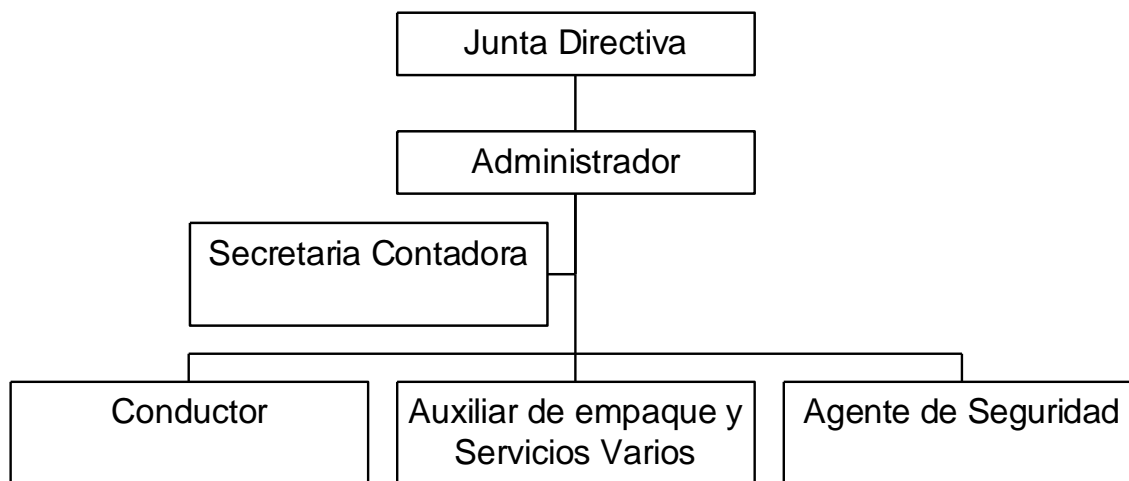 Junta Directiva
Administrador
Secretaria Contadora
Conductor
Auxiliar de empaque y
Servicios Varios
Agente de Seguridad